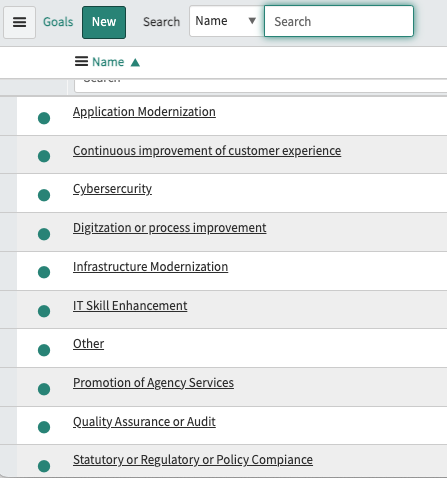 Goals New Search Name Search
Name
Search
Application Modernization
Continuous improvement of customer experience
Cybersercurity
Digitzation or process improvement
Infrastructure Modernization
IT Skill Enhancement
Other
Promotion of Agency Services
Quality Assurance or Audit
Statutory or Regulatory or Policy Compiance